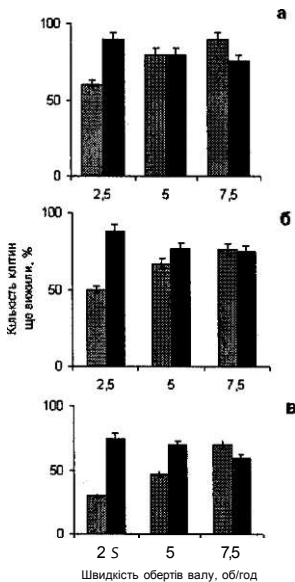 а
100
50
0
2,5 5 7,5
б
100
50
0
2,5 5 7,5
Кількість клітин
що вижили, %
в
100
50
0
2 S 5 7,5
Швидкість обертів валу, об/год